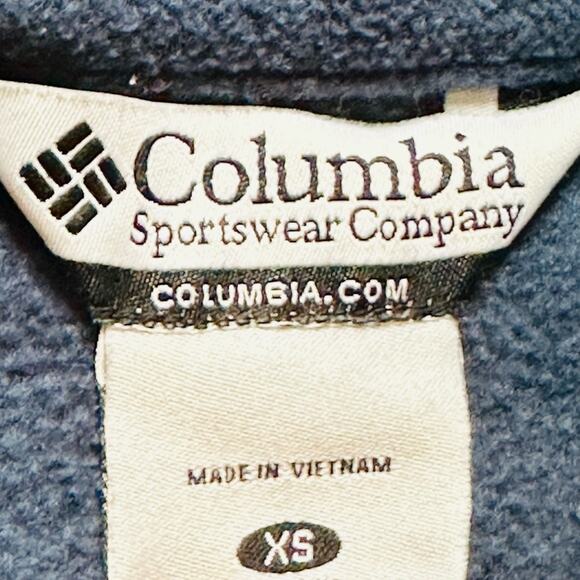 Columbia
Sportswear Company
COLUMBIA.COM
MADE IN VIETNAM
XS